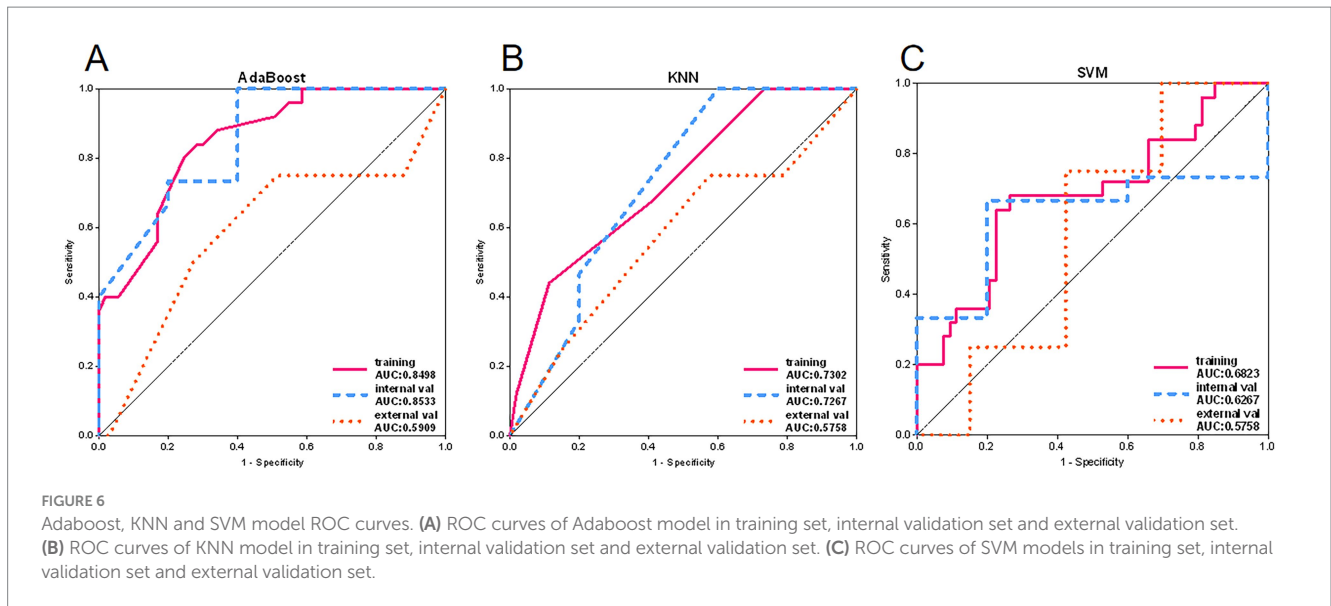 A
AdaBoost
1.0
0.8
0.6
0.4
0.2
0.0
Sensitivity
training
AUC:0.8498
internal val
AUC:0.8533
external val
AUC:0.5909
0.0 0.2 0.4 0.6 0.8 1.0
1 - Specificity
B
KNN
1.0
0.8
0.6
0.4
0.2
0.0
Sensitivity
training
AUC:0.7302
internal val
AUC:0.7267
external val
AUC:0.5758
0.0 0.2 0.4 0.6 0.8 1.0
1 - Specificity
C
SVM
1.0
0.8
0.6
0.4
0.2
0.0
Sensitivity
training
AUC:0.6823
internal val
AUC:0.6267
external val
AUC:0.5758
0.0 0.2 0.4 0.6 0.8 1.0
1 - Specificity
FIGURE 6
Adaboost, KNN and SVM model ROC curves. (A) ROC curves of Adaboost model in training set, internal validation set and external validation set.
(B) ROC curves of KNN model in training set, internal validation set and external validation set. (C) ROC curves of SVM models in training set, internal
validation set and external validation set.